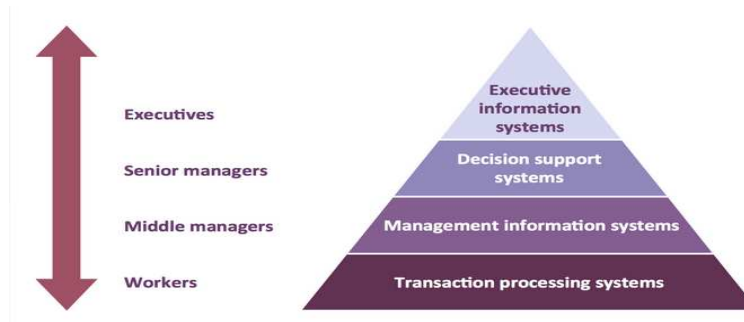 Executives
Senior managers
Middle managers
Workers
Executive
information
systems
Decision support
systems
Management information systems
Transaction processing systems